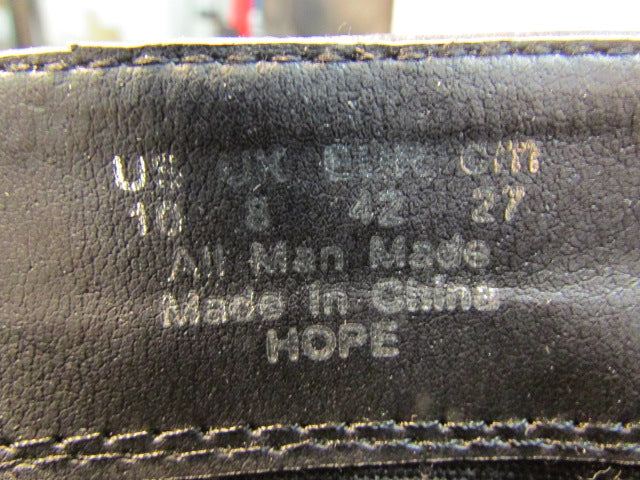 US UK EUR Cm
10 8 42 27
All Man Made
Made In China
HOPE